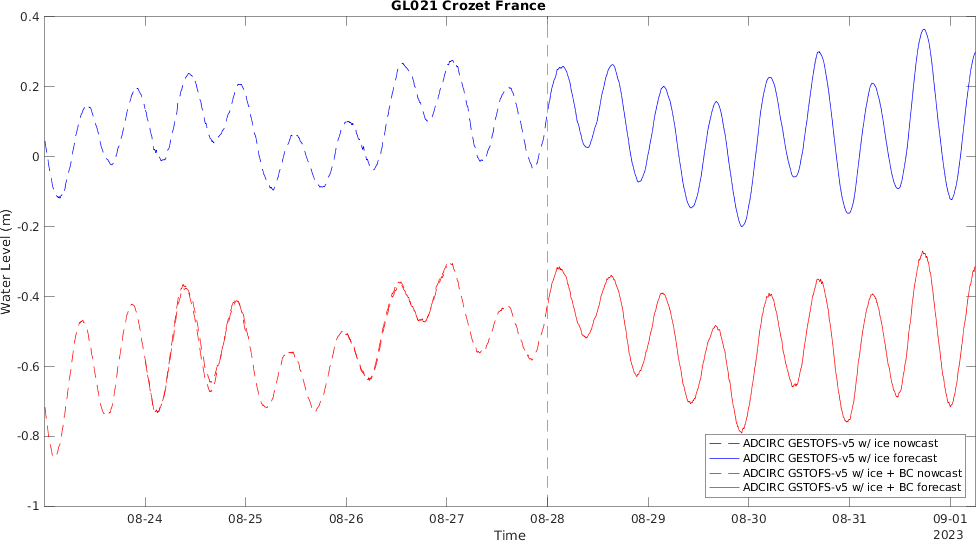 GL021 Crozet France
0.4
0.2
0
-0.2
-0.4
-0.6
-0.8
-1
Water Level (m)
ADCIRC GESTOFS-v5 w/ ice nowcast
ADCIRC GESTOFS-v5 w/ ice forecast
ADCIRC GSTOFS-v5 w/ ice + BC nowcast
ADCIRC GSTOFS-v5 w/ ice + BC forecast
08-24 08-25 08-26 08-27 08-28 08-29 08-30 08-31 09-01
2023
Time